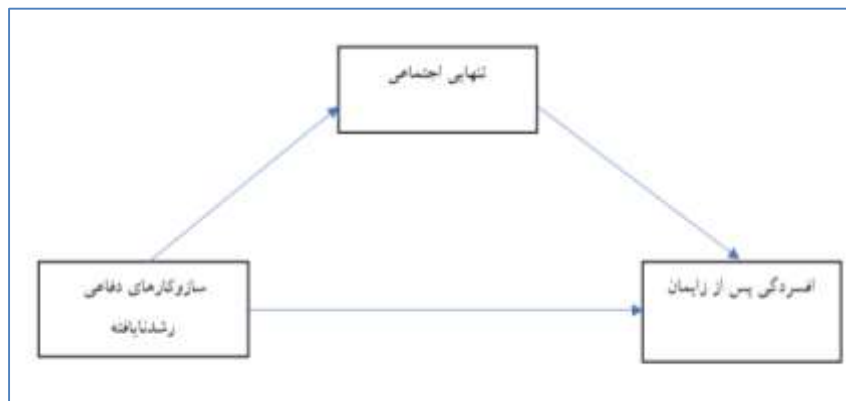 تنهایی اجتماعی
افسردگی پس از زایمان
سازوکارهای دفاعی
رشدنایافته